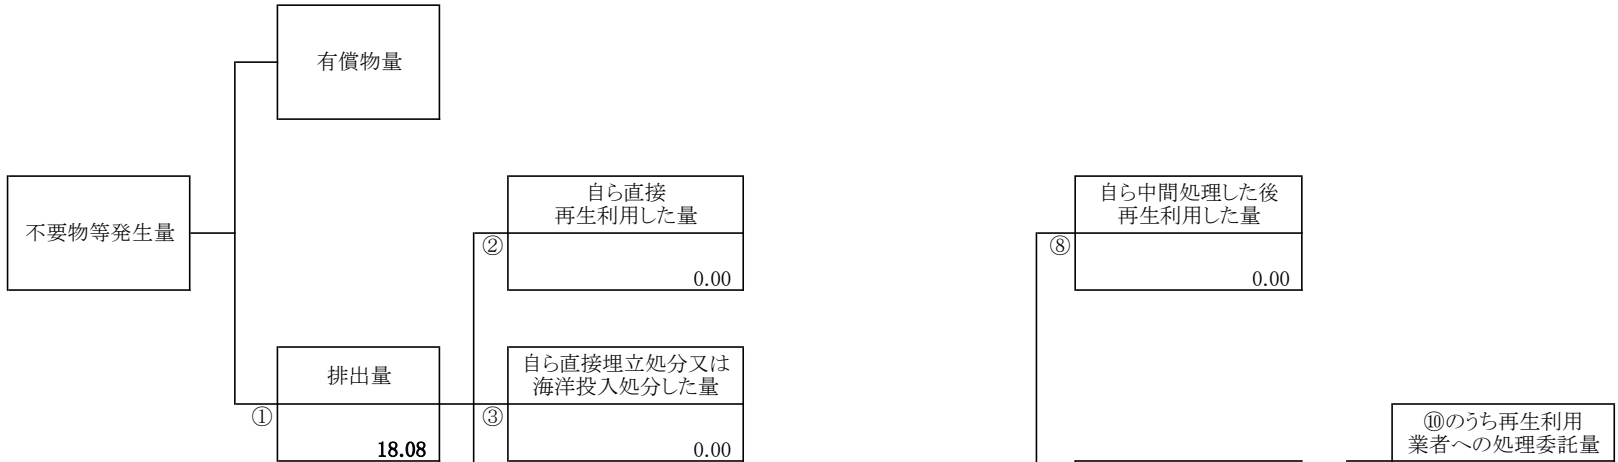 有償物量
不要物等発生量
自ら直接
再生利用した量
②
0.00
自ら中間処理した後
再生利用した量
⑧
0.00
排出量
①
18.08
自ら直接埋立処分又は
海洋投入処分した量
③
0.00
⑩のうち再生利用
業者への処理委託量